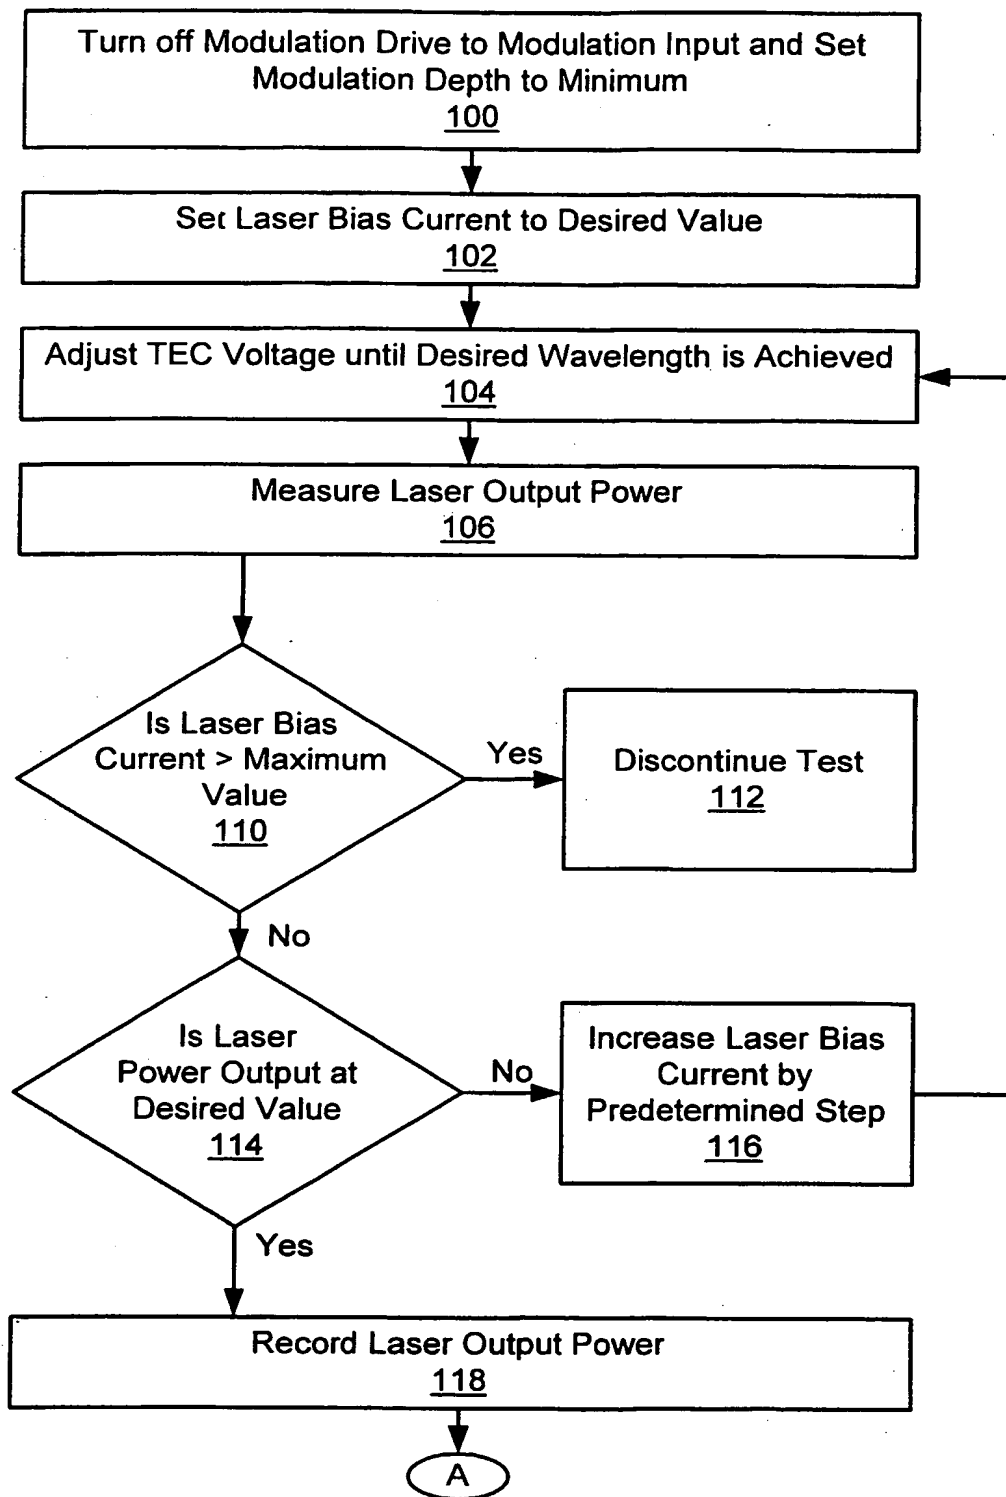 Turn off Modulation Drive to Modulation Input and Set
Modulation Depth to Minimum
100
Set Laser Bias Current to Desired Value
102
Adjust TEC Voltage until Desired Wavelength is Achieved
104
Measure Laser Output Power
106
Is Laser Bias
Current > Maximum
Value
110
Yes
Discontinue Test
112
No
Is Laser
Power Output at
Desired Value
114
No
Increase Laser Bias
Current by
Predetermined Step
116
Yes
Record Laser Output Power
118
A